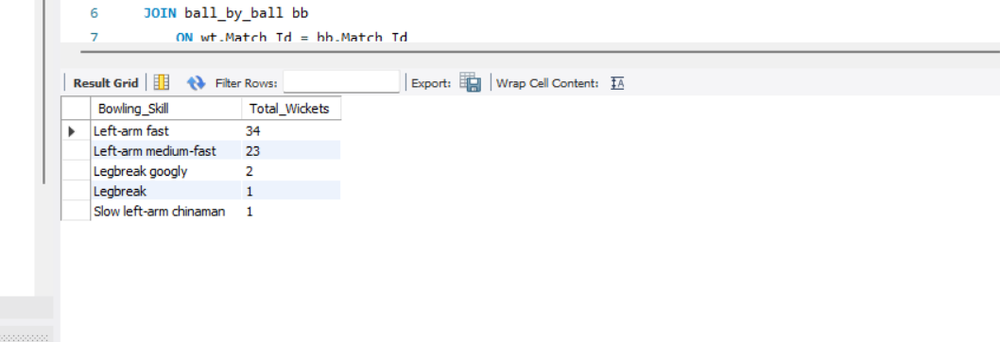 6 JOIN ball_by_ball bb
7 ON wt.Match_Id = bb.Match_Id
Result Grid Filter Rows: Export: Wrap Cell Content:
Bowling_Skill Total_Wickets
Left-arm fast 34
Left-arm medium-fast 23
Legbreak googly 2
Legbreak 1
Slow left-arm chinaman 1